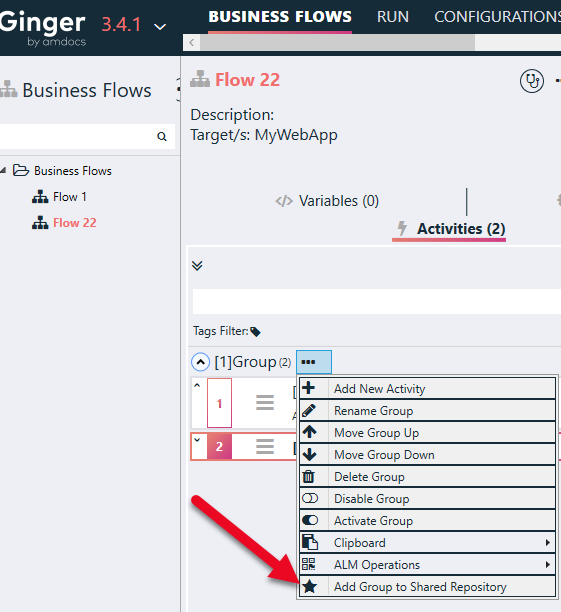 Ginger 3.4.1
by amdocs
BUSINESS FLOWS RUN CONFIGURATIONS
Business Flows
Business Flows
Flow 1
Flow 22
Flow 22
Description:
Target/s: MyWebApp
Variables (0)
Activities (2)
Tags Filter:
[1]Group (2)
1
2
Add New Activity
Rename Group
Move Group Up
Move Group Down
Delete Group
Disable Group
Activate Group
Clipboard
ALM Operations
Add Group to Shared Repository